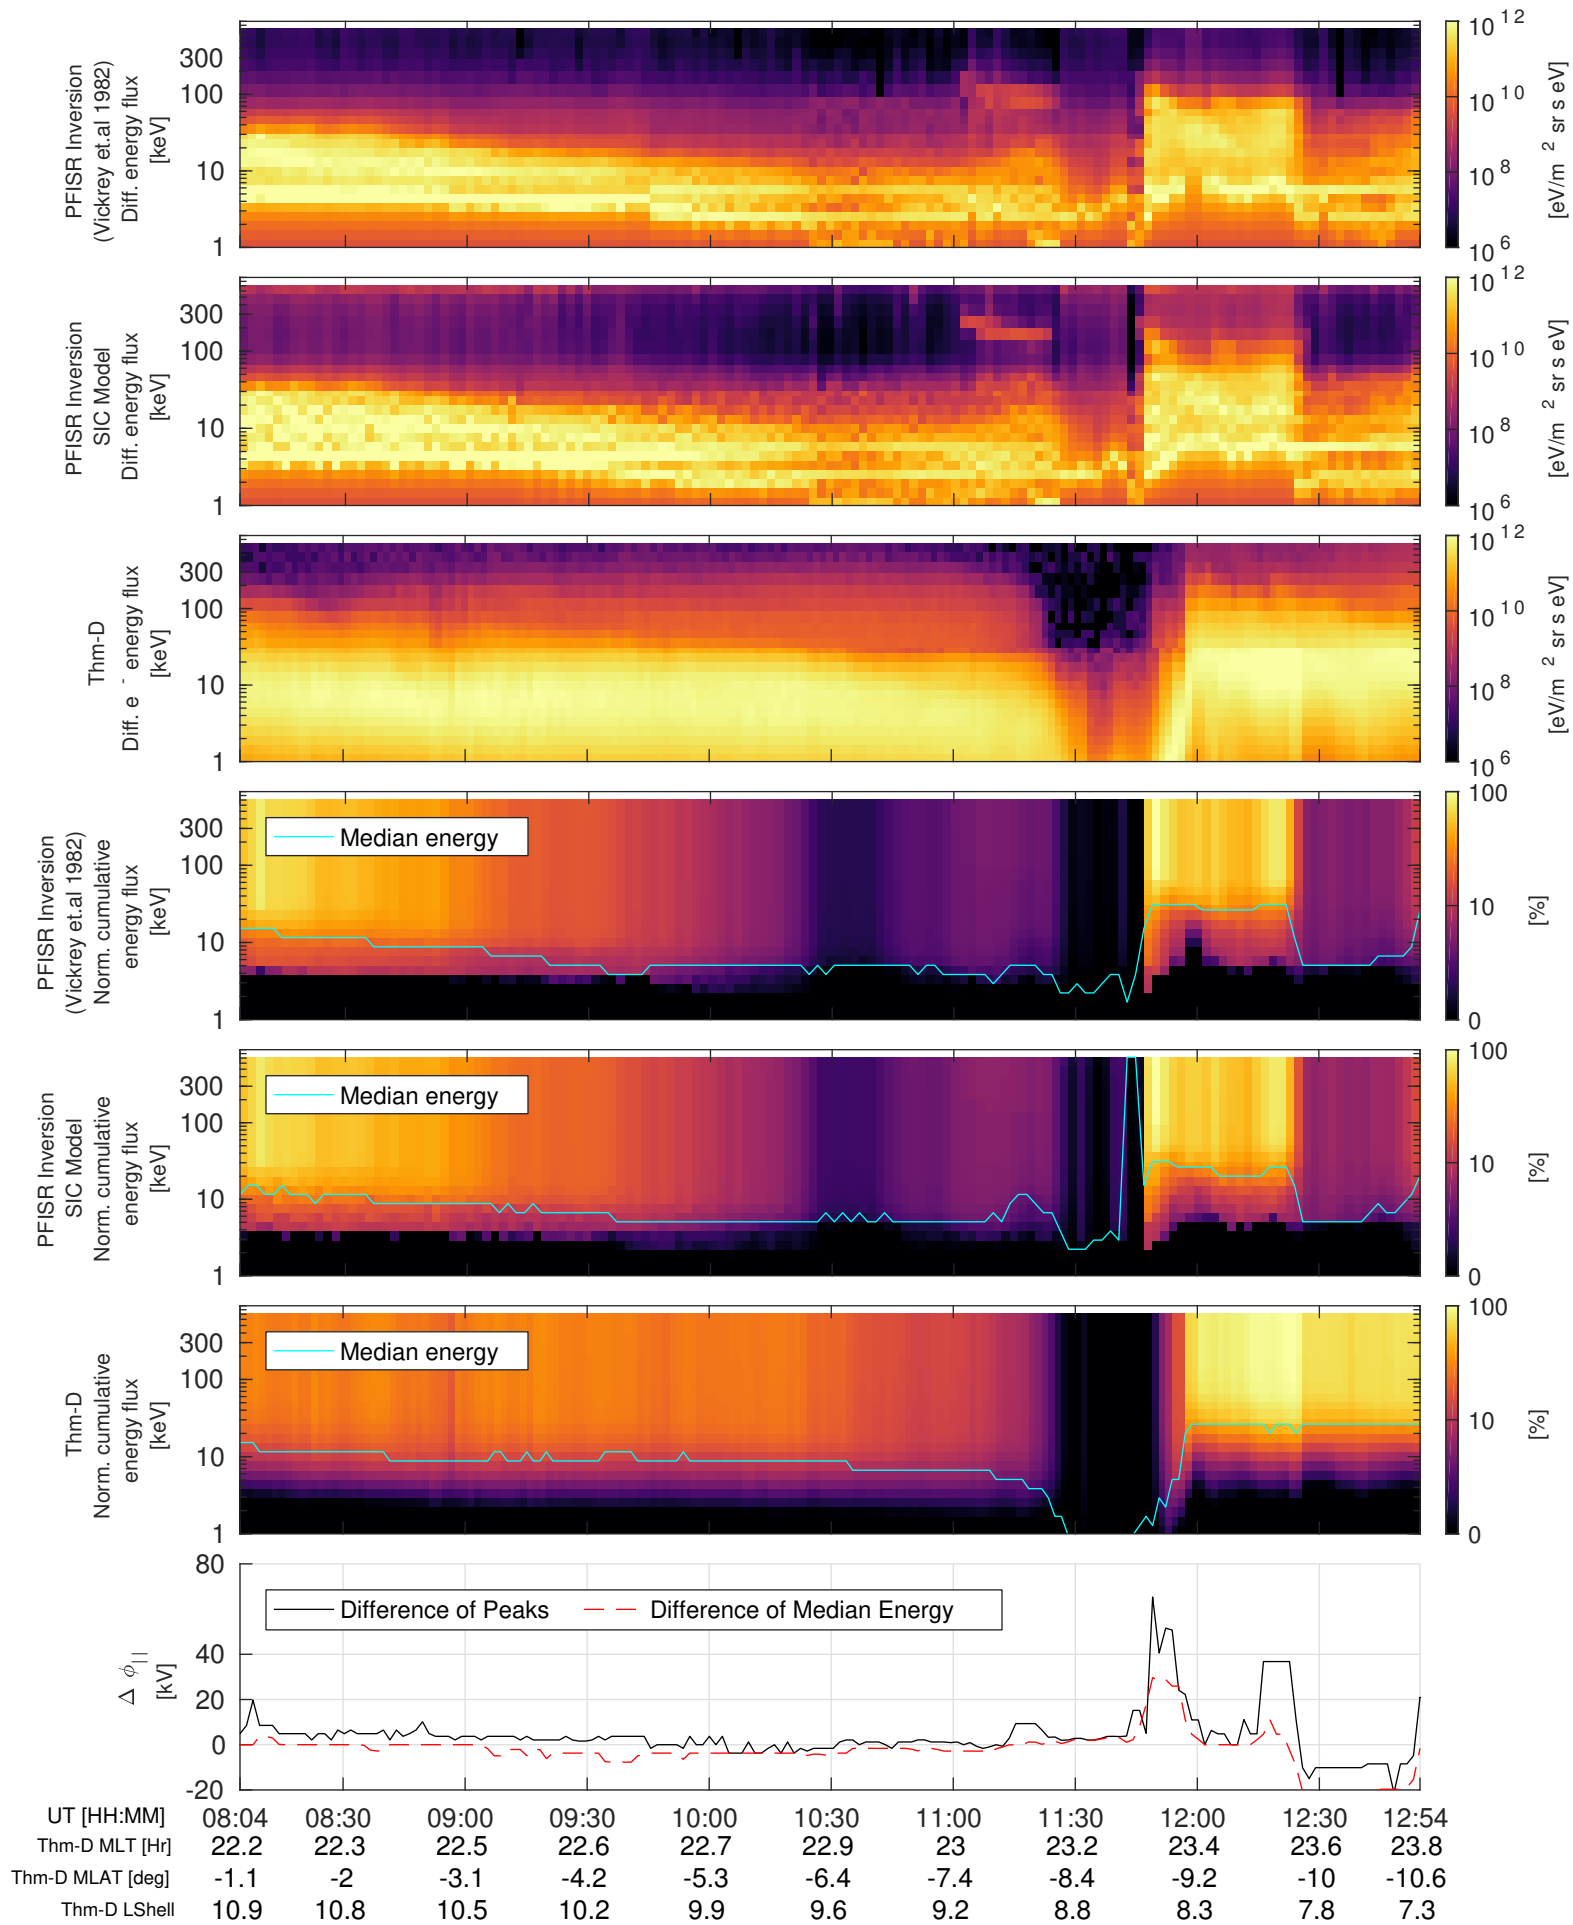 PFISR Inversion
(Vickrey et.al 1982)
Diff. energy flux
[keV]
300
100
10
1
10 12
10 10
10 8
10 6
[eV/m 2 sr s eV]
PFISR Inversion
SIC Model
Diff. energy flux
[keV]
300
100
10
1
10 12
10 10
10 8
10 6
[eV/m 2 sr s eV]
Thm-D
Diff. e - energy flux
[keV]
300
100
10
1
10 12
10 10
10 8
10 6
[eV/m 2 sr s eV]
PFISR Inversion
(Vickrey et.al 1982)
Norm. cumulative
energy flux
[keV]
300
100
10
1
Median energy
100
10
0
[%]
PFISR Inversion
SIC Model
Norm. cumulative
energy flux
[keV]
300
100
10
1
Median energy
100
10
0
[%]
Thm-D
Norm. cumulative
energy flux
[keV]
300
100
10
1
Median energy
100
10
0
[%]
Δ ϕ||
[kV]
80
40
20
0
-20
Difference of Peaks Difference of Median Energy
UT [HH:MM] 08:04 08:30 09:00 09:30 10:00 10:30 11:00 11:30 12:00 12:30 12:54
Thm-D MLT [Hr] 22.2 22.3 22.5 22.6 22.7 22.9 23 23.2 23.4 23.6 23.8
Thm-D MLAT [deg] -1.1 -2 -3.1 -4.2 -5.3 -6.4 -7.4 -8.4 -9.2 -10 -10.6
Thm-D LShell 10.9 10.8 10.5 10.2 9.9 9.6 9.2 8.8 8.3 7.8 7.3